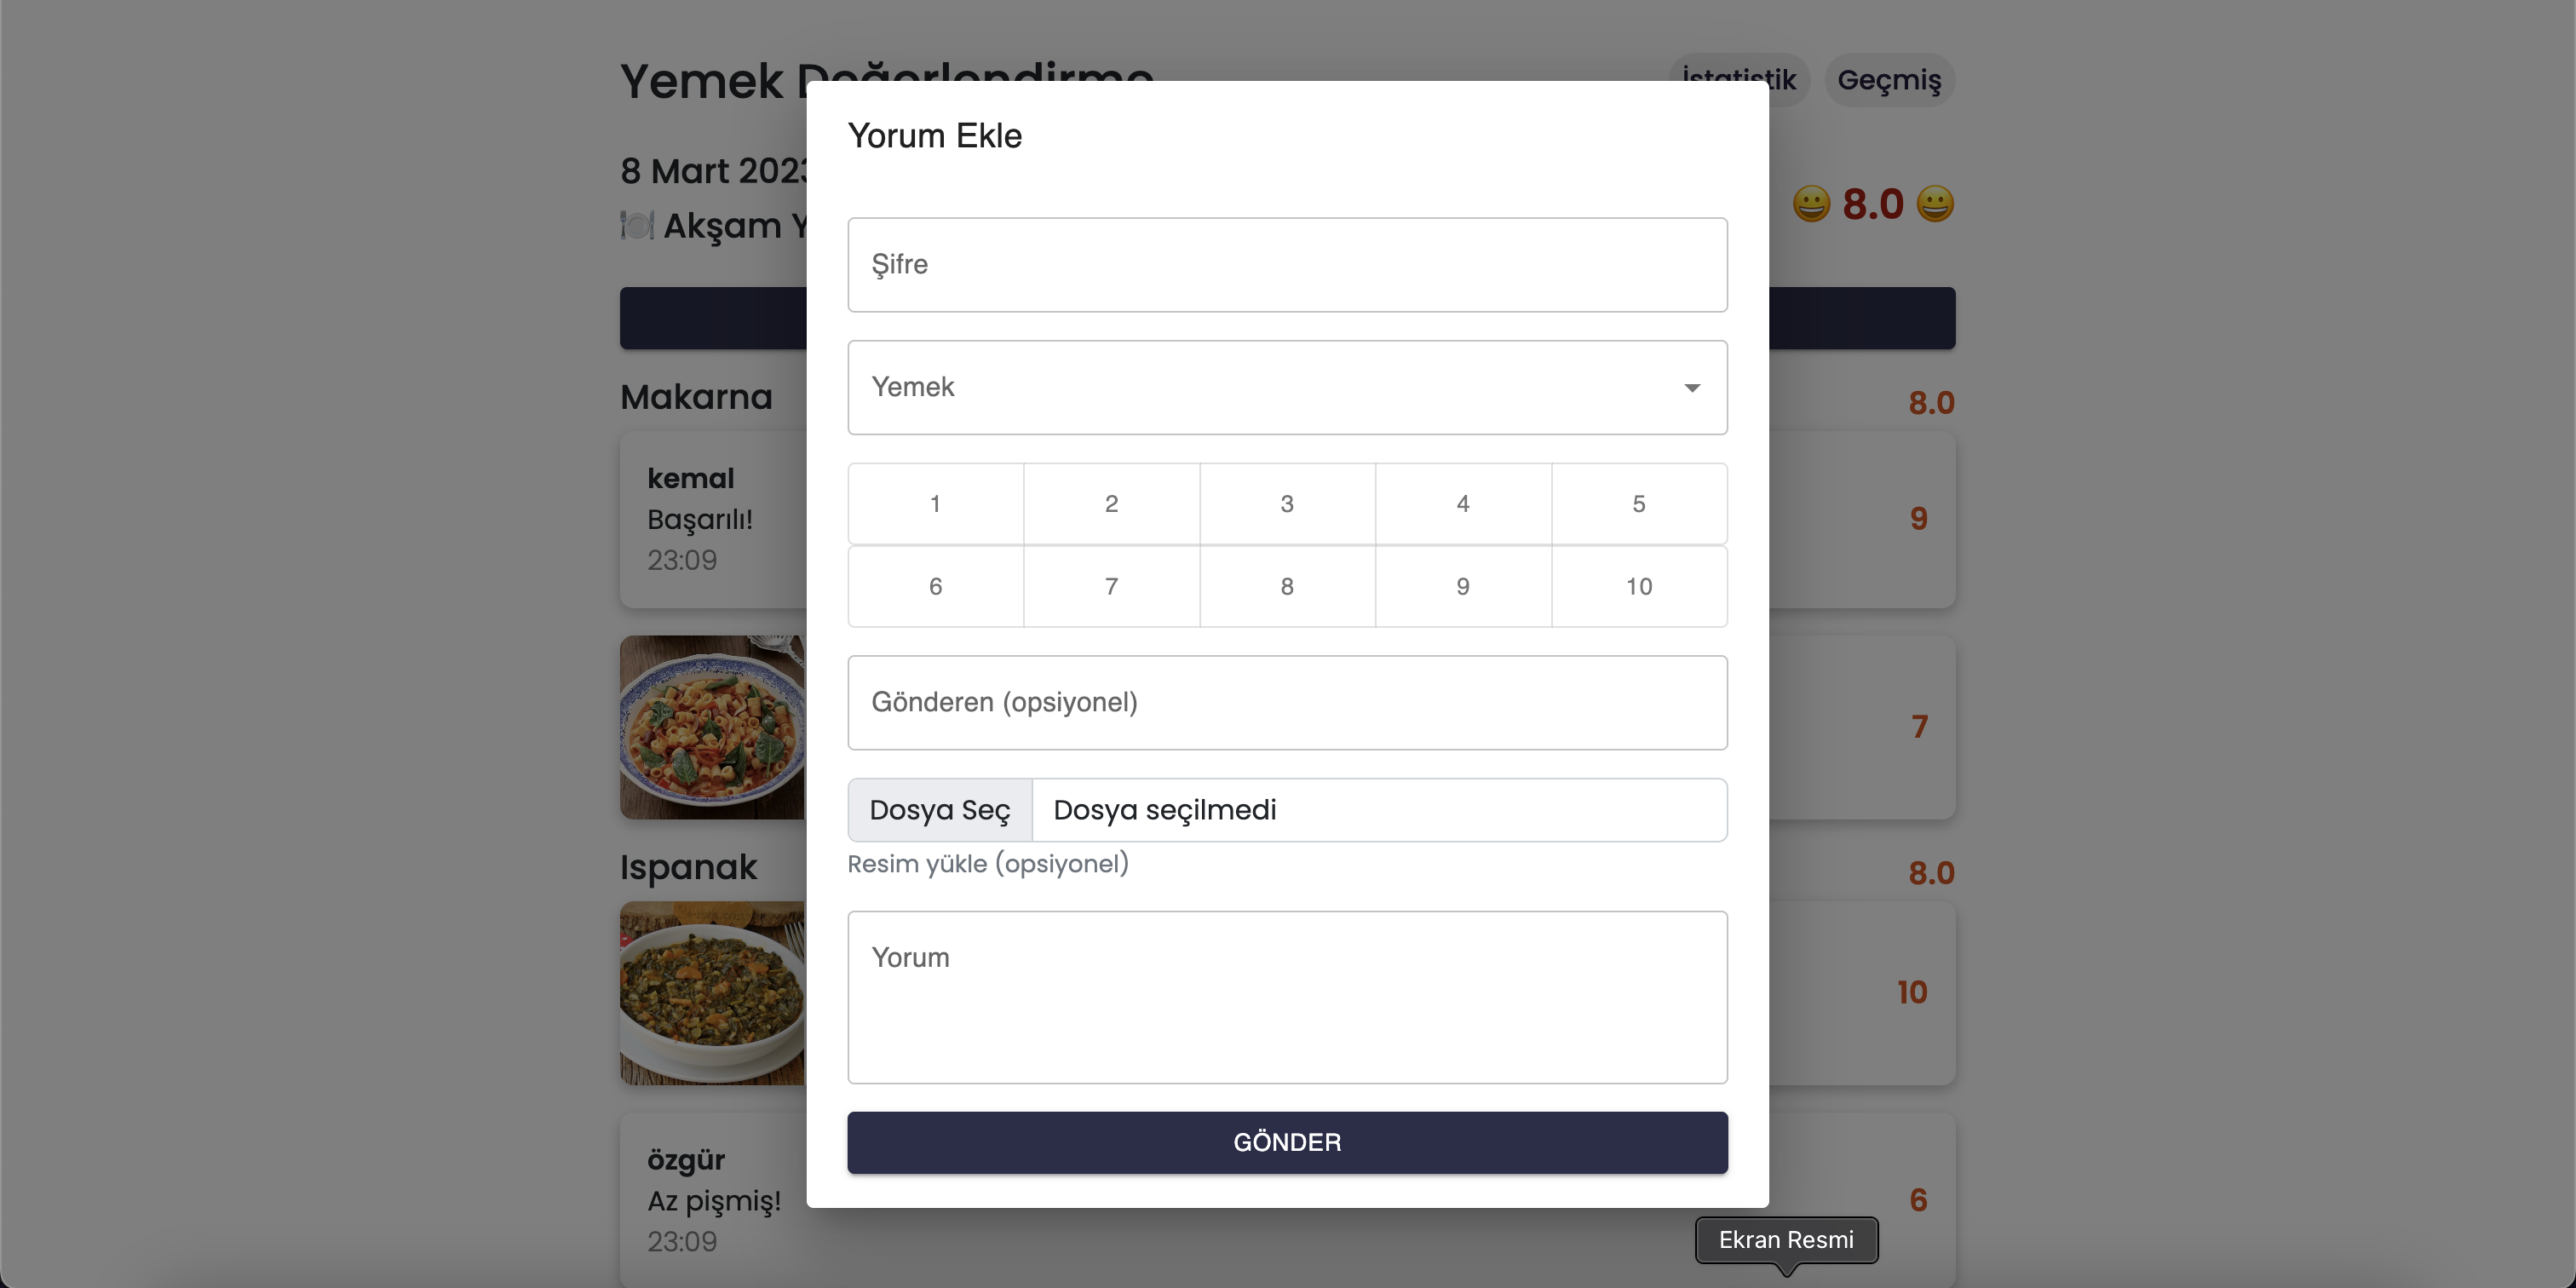 Yemek Değerlendirme
İstatistik
Geçmiş
8 Mart 2023
🍽️ Akşam Y
😀 8.0 😀
Yorum Ekle
Şifre
Yemek
1 2 3 4 5
6 7 8 9 10
Gönderen (opsiyonel)
Dosya Seç Dosya seçilmedi
Resim yükle (opsiyonel)
Yorum
GÖNDER
Makarna
8.0
kemal
Başarılı!
23:09
9
7
Ispanak
8.0
10
özgür
Az pişmiş!
23:09
6
Ekran Resmi